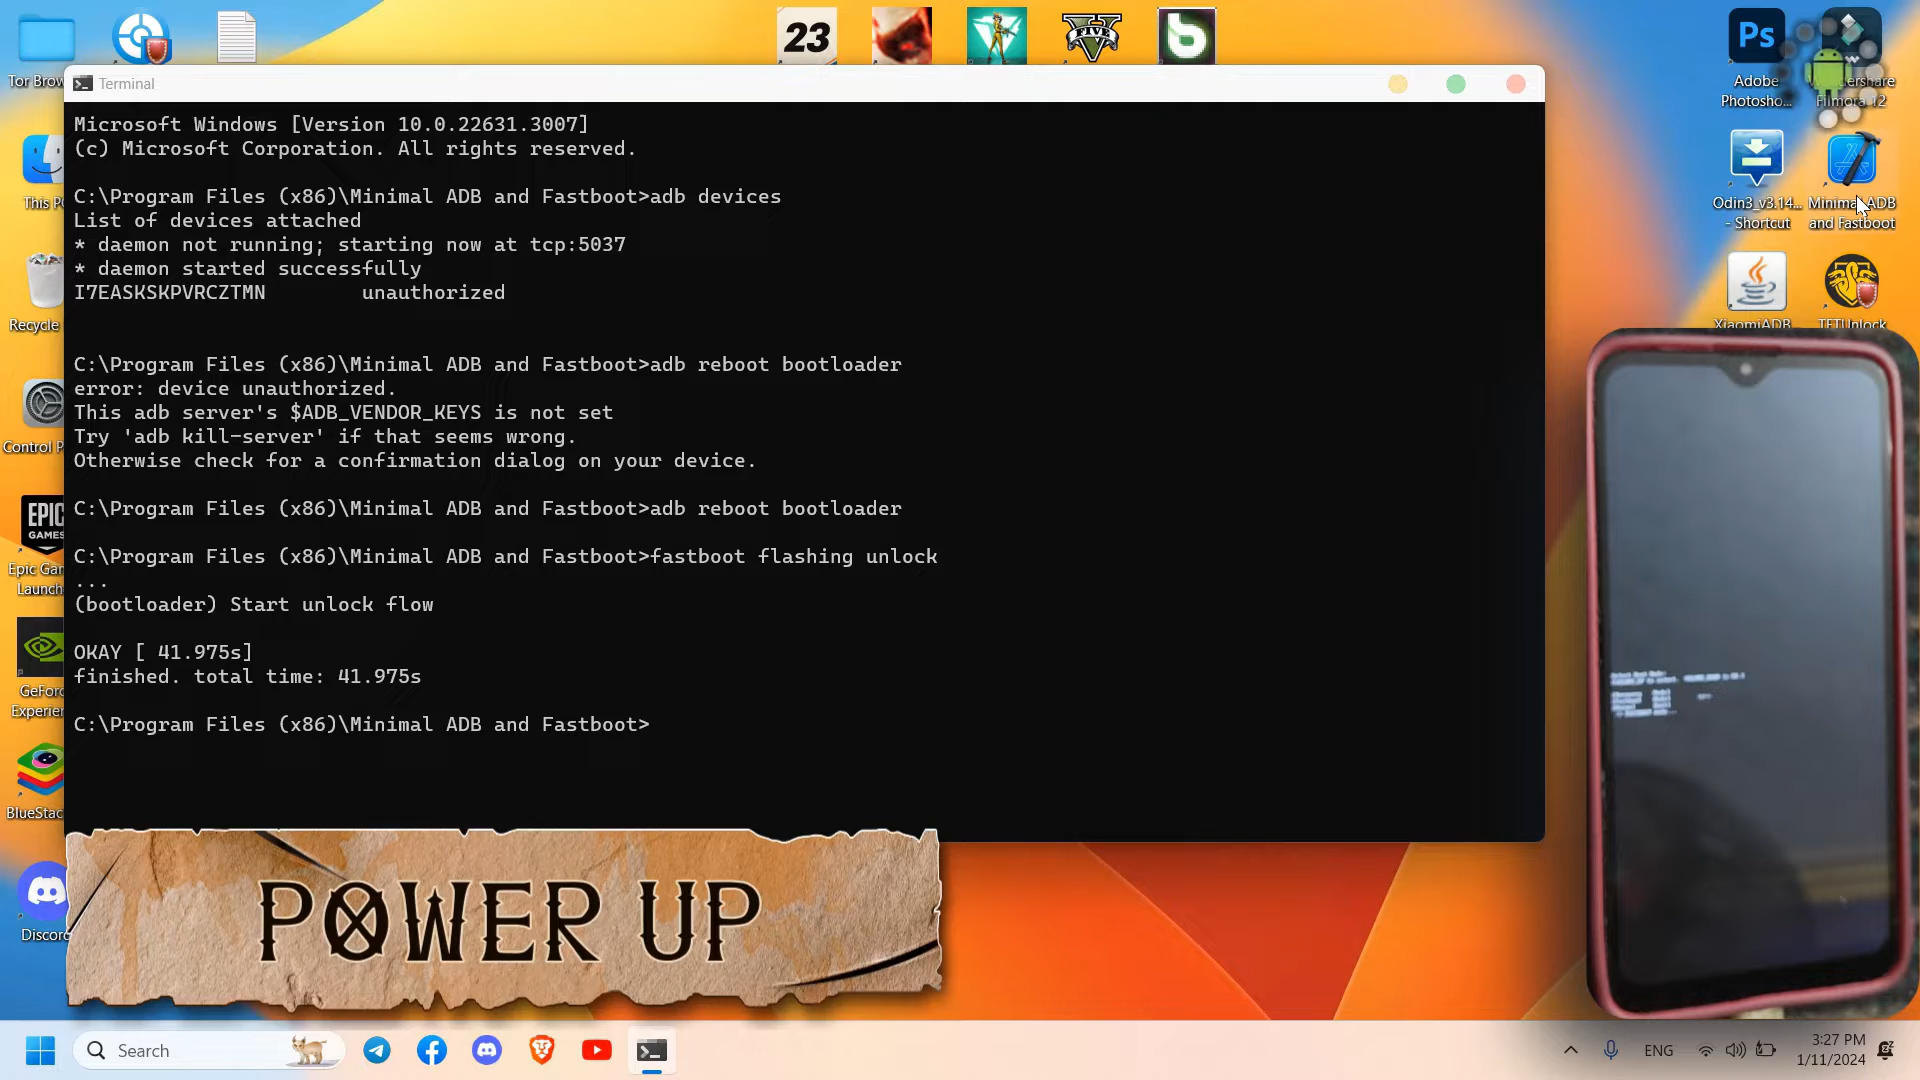 23
FIVE
Ps
Tor Brow
Adobe
Photosho...
Filmora 12
Terminal
Microsoft Windows [Version 10.0.22631.3007]
(c) Microsoft Corporation. All rights reserved.
C:\Program Files (x86)\Minimal ADB and Fastboot>adb devices
List of devices attached
* daemon not running; starting now at tcp:5037
* daemon started successfully
I7EASKSKPVRCZTMN        unauthorized
C:\Program Files (x86)\Minimal ADB and Fastboot>adb reboot bootloader
error: device unauthorized.
This adb server's $ADB_VENDOR_KEYS is not set
Try 'adb kill-server' if that seems wrong.
Otherwise check for a confirmation dialog on your device.
C:\Program Files (x86)\Minimal ADB and Fastboot>adb reboot bootloader
C:\Program Files (x86)\Minimal ADB and Fastboot>fastboot flashing unlock
...
(bootloader) Start unlock flow
OKAY [ 41.975s]
finished. total time: 41.975s
C:\Program Files (x86)\Minimal ADB and Fastboot>
This P
Recycle
Control P
EPIC
GAMES
Epic Gam
Launch
GeForc
Experien
BlueStac
Discord
Odin3_v3.14...
- Shortcut
Minimal ADB
and Fastboot
XiaomiADB
TFTUnlock
POWER UP
Search
ENG
3:27 PM
1/11/2024